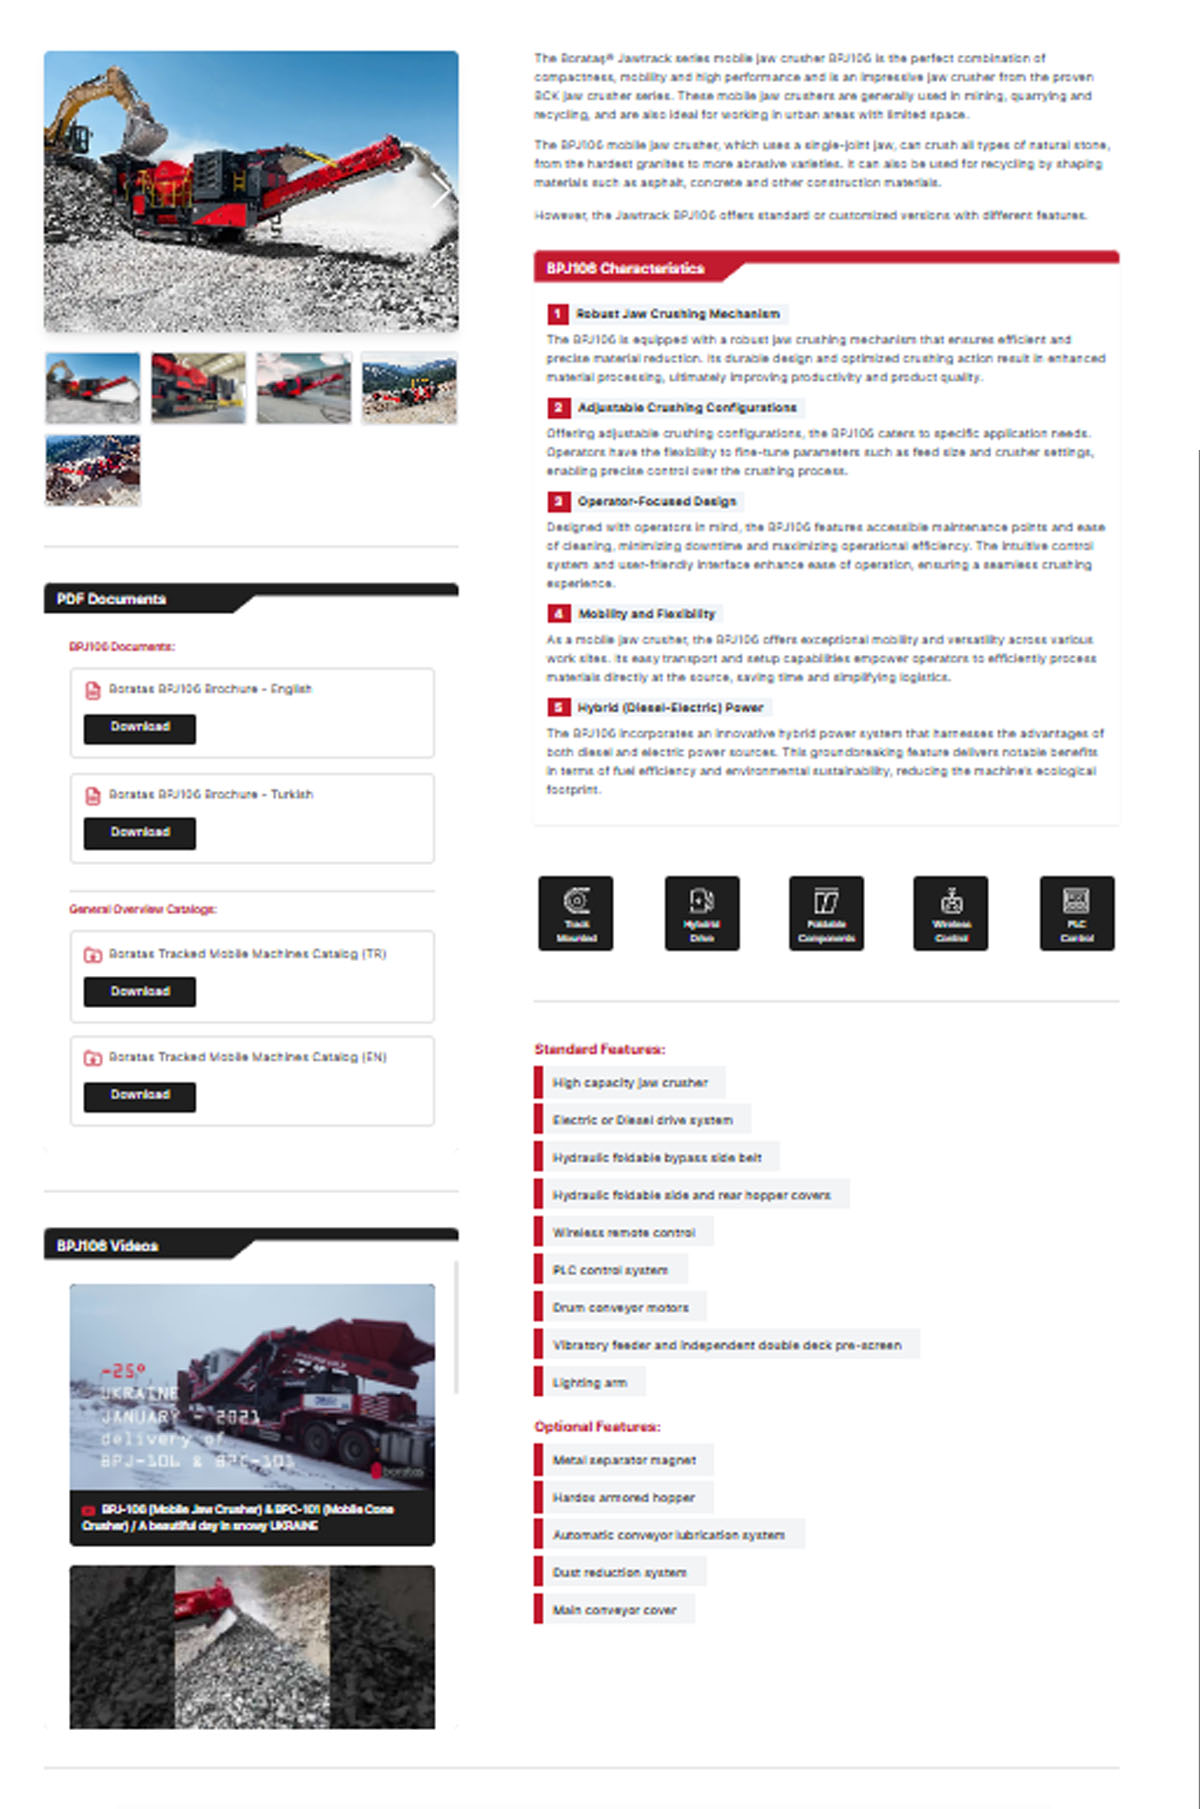 The Borataş® Jawtrack series mobile jaw crusher BPJ106 is the perfect combination of
compactness, mobility and high performance and is an impressive jaw crusher from the proven
BCK jaw crusher series. These mobile jaw crushers are generally used in mining, quarrying and
recycling, and are also ideal for working in urban areas with limited space.
The BPJ106 mobile jaw crusher, which uses a single-joint jaw, can crush all types of natural stone,
from the hardest granites to more abrasive varieties. It can also be used for recycling by shaping
materials such as asphalt, concrete and other construction materials.
However, the Jawtrack BPJ106 offers standard or customized versions with different features.
BPJ106 Characteristics
1 Robust Jaw Crushing Mechanism
The BPJ106 is equipped with a robust jaw crushing mechanism that ensures efficient and
precise material reduction. Its durable design and optimized crushing action result in enhanced
material processing, ultimately improving productivity and product quality.
2 Adjustable Crushing Configurations
Offering adjustable crushing configurations, the BPJ106 caters to specific application needs.
Operators have the flexibility to fine-tune parameters such as feed size and crusher settings,
enabling precise control over the crushing process.
3 Operator-Focused Design
Designed with operators in mind, the BPJ106 features accessible maintenance points and ease
of cleaning, minimizing downtime and maximizing operational efficiency. The intuitive control
system and user-friendly interface enhance ease of operation, ensuring a seamless crushing
experience.
4 Mobility and Flexibility
As a mobile jaw crusher, the BPJ106 offers exceptional mobility and versatility across various
work sites. Its easy transport and setup capabilities empower operators to efficiently process
materials directly at the source, saving time and simplifying logistics.
5 Hybrid (Diesel-Electric) Power
The BPJ106 incorporates an innovative hybrid power system that harnesses the advantages of
both diesel and electric power sources. This groundbreaking feature delivers notable benefits
in terms of fuel efficiency and environmental sustainability, reducing the machine's ecological
footprint.
Track
Mounted
Hybrid
Drive
Foldable
Components
Wireless
Control
PLC
Control
Standard Features:
High capacity jaw crusher
Electric or Diesel drive system
Hydraulic foldable bypass side belt
Hydraulic foldable side and rear hopper covers
Wireless remote control
PLC control system
Drum conveyor motors
Vibratory feeder and independent double deck pre-screen
Lighting arm
Optional Features:
Metal separator magnet
Hardox armored hopper
Automatic conveyor lubrication system
Dust reduction system
Main conveyor cover
PDF Documents
BPJ106 Documents:
Boratas BPJ106 Brochure - English
Download
Boratas BPJ106 Brochure - Turkish
Download
General Overview Catalogs:
Boratas Tracked Mobile Machines Catalog (TR)
Download
Boratas Tracked Mobile Machines Catalog (EN)
Download
BPJ106 Videos
-25°
UKRAINE
JANUARY - 2021
delivery of
BPJ-106 & BPC-101
boratas
BPJ-106 (Mobile Jaw Crusher) & BPC-101 (Mobile Cone
Crusher) / A beautiful day in snowy UKRAINE